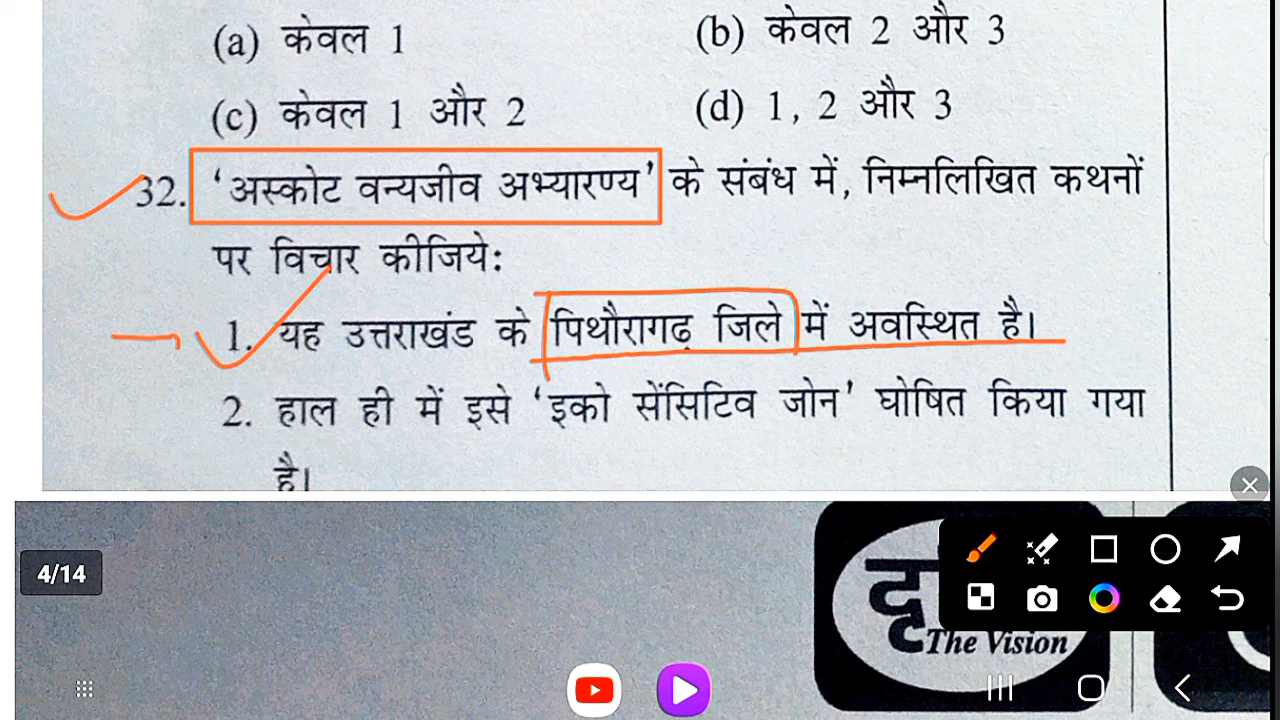 (a) केवल 1 (b) केवल 2 और 3
(c) केवल 1 और 2 (d) 1, 2 और 3
32. ‘अस्कोट वन्यजीव अभ्यारण्य’ के संबंध में, निम्नलिखित कथनों
पर विचार कीजिये:
1. यह उत्तराखंड के पिथौरागढ़ जिले में अवस्थित है।
2. हाल ही में इसे ‘इको सेंसिटिव जोन’ घोषित किया गया
है।
4/14
दृ
The Vision